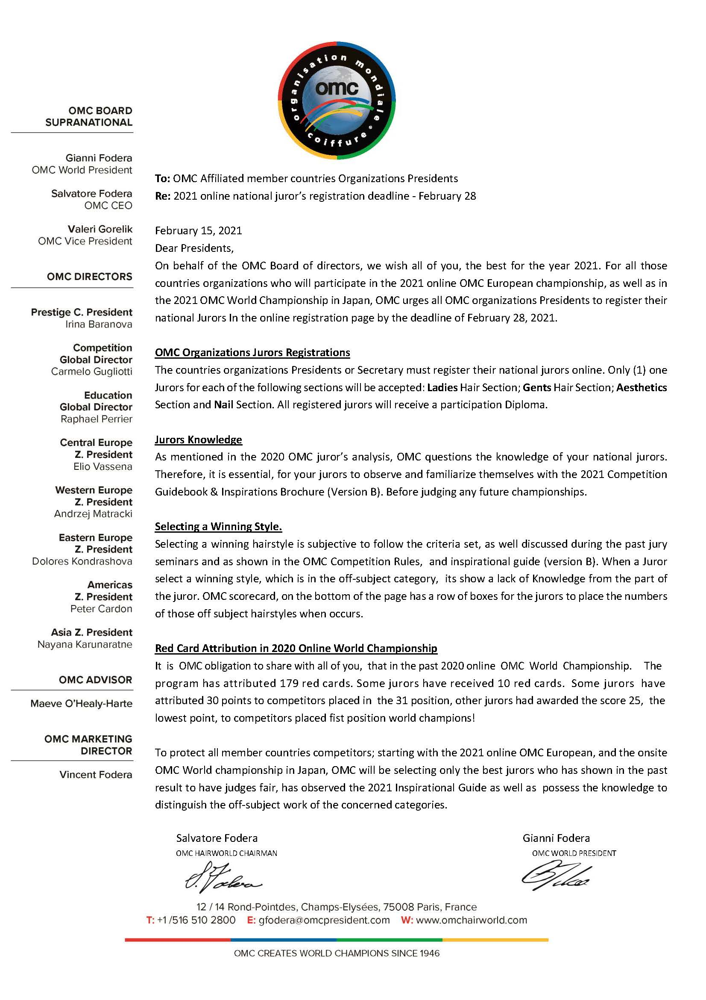 organisation mondiale coiffure®
omc
OMC BOARD
SUPRANATIONAL
Gianni Fodera
OMC World President
Salvatore Fodera
OMC CEO
Valeri Gorelik
OMC Vice President
OMC DIRECTORS
Prestige C. President
Irina Baranova
Competition
Global Director
Carmelo Gugliotti
Education
Global Director
Raphael Perrier
Central Europe
Z. President
Elio Vassena
Western Europe
Z. President
Andrzej Matracki
Eastern Europe
Z. President
Dolores Kondrashova
Americas
Z. President
Peter Cardon
Asia Z. President
Nayana Karunaratne
OMC ADVISOR
Maeve O'Healy-Harte
OMC MARKETING
DIRECTOR
Vincent Fodera
To: OMC Affiliated member countries Organizations Presidents
Re: 2021 online national juror's registration deadline - February 28
February 15, 2021
Dear Presidents,
On behalf of the OMC Board of directors, we wish all of you, the best for the year 2021. For all those
countries organizations who will participate in the 2021 online OMC European championship, as well as in
the 2021 OMC World Championship in Japan, OMC urges all OMC organizations Presidents to register their
national Jurors In the online registration page by the deadline of February 28, 2021.
OMC Organizations Jurors Registrations
The countries organizations Presidents or Secretary must register their national jurors online. Only (1) one
Jurors for each of the following sections will be accepted: Ladies Hair Section; Gents Hair Section; Aesthetics
Section and Nail Section. All registered jurors will receive a participation Diploma.
Jurors Knowledge
As mentioned in the 2020 OMC juror's analysis, OMC questions the knowledge of your national jurors.
Therefore, it is essential, for your jurors to observe and familiarize themselves with the 2021 Competition
Guidebook & Inspirations Brochure (Version B). Before judging any future championships.
Selecting a Winning Style.
Selecting a winning hairstyle is subjective to follow the criteria set, as well discussed during the past jury
seminars and as shown in the OMC Competition Rules, and inspirational guide (version B). When a Juror
select a winning style, which is in the off-subject category, its show a lack of Knowledge from the part of
the juror. OMC scorecard, on the bottom of the page has a row of boxes for the jurors to place the numbers
of those off subject hairstyles when occurs.
Red Card Attribution in 2020 Online World Championship
It is OMC obligation to share with all of you, that in the past 2020 online OMC World Championship. The
program has attributed 179 red cards. Some jurors have received 10 red cards. Some jurors have
attributed 30 points to competitors placed in the 31 position, other jurors had awarded the score 25, the
lowest point, to competitors placed fist position world champions!
To protect all member countries competitors; starting with the 2021 online OMC European, and the onsite
OMC World championship in Japan, OMC will be selecting only the best jurors who has shown in the past
result to have judges fair, has observed the 2021 Inspirational Guide as well as possess the knowledge to
distinguish the off-subject work of the concerned categories.
Salvatore Fodera
OMC HAIRWORLD CHAIRMAN
S. Fodera
Gianni Fodera
OMC WORLD PRESIDENT
12 / 14 Rond-Pointdes, Champs-Elysées, 75008 Paris, France
T: +1 /516 510 2800 E: gfodera@omcpresident.com W: www.omchairworld.com
OMC CREATES WORLD CHAMPIONS SINCE 1946